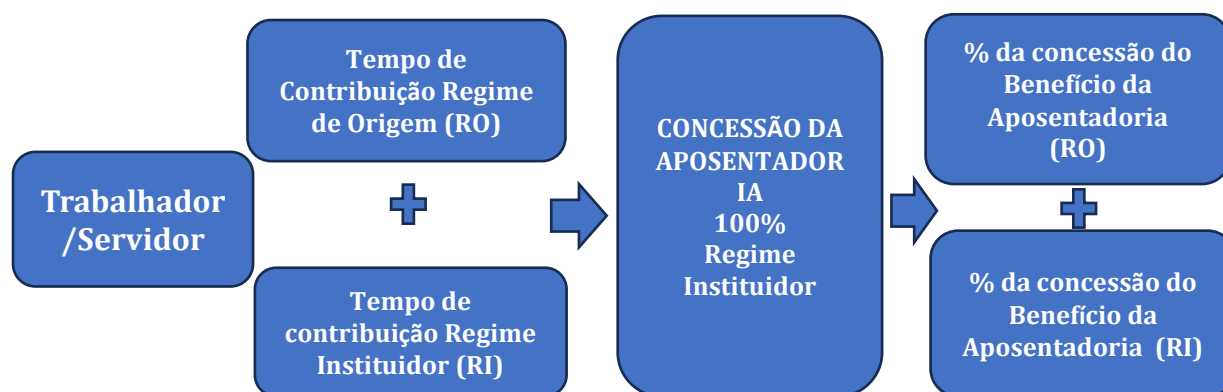 Trabalhador
/Servidor
Tempo de
Contribuição Regime
de Origem (RO)
Tempo de
contribuição Regime
Instituidor (RI)
CONCESSÃO DA
APOSENTADOR
IA
100%
Regime
Instituidor
% da concessão do
Benefício da
Aposentadoria
(RO)
% da concessão do
Benefício da
Aposentadoria (RI)